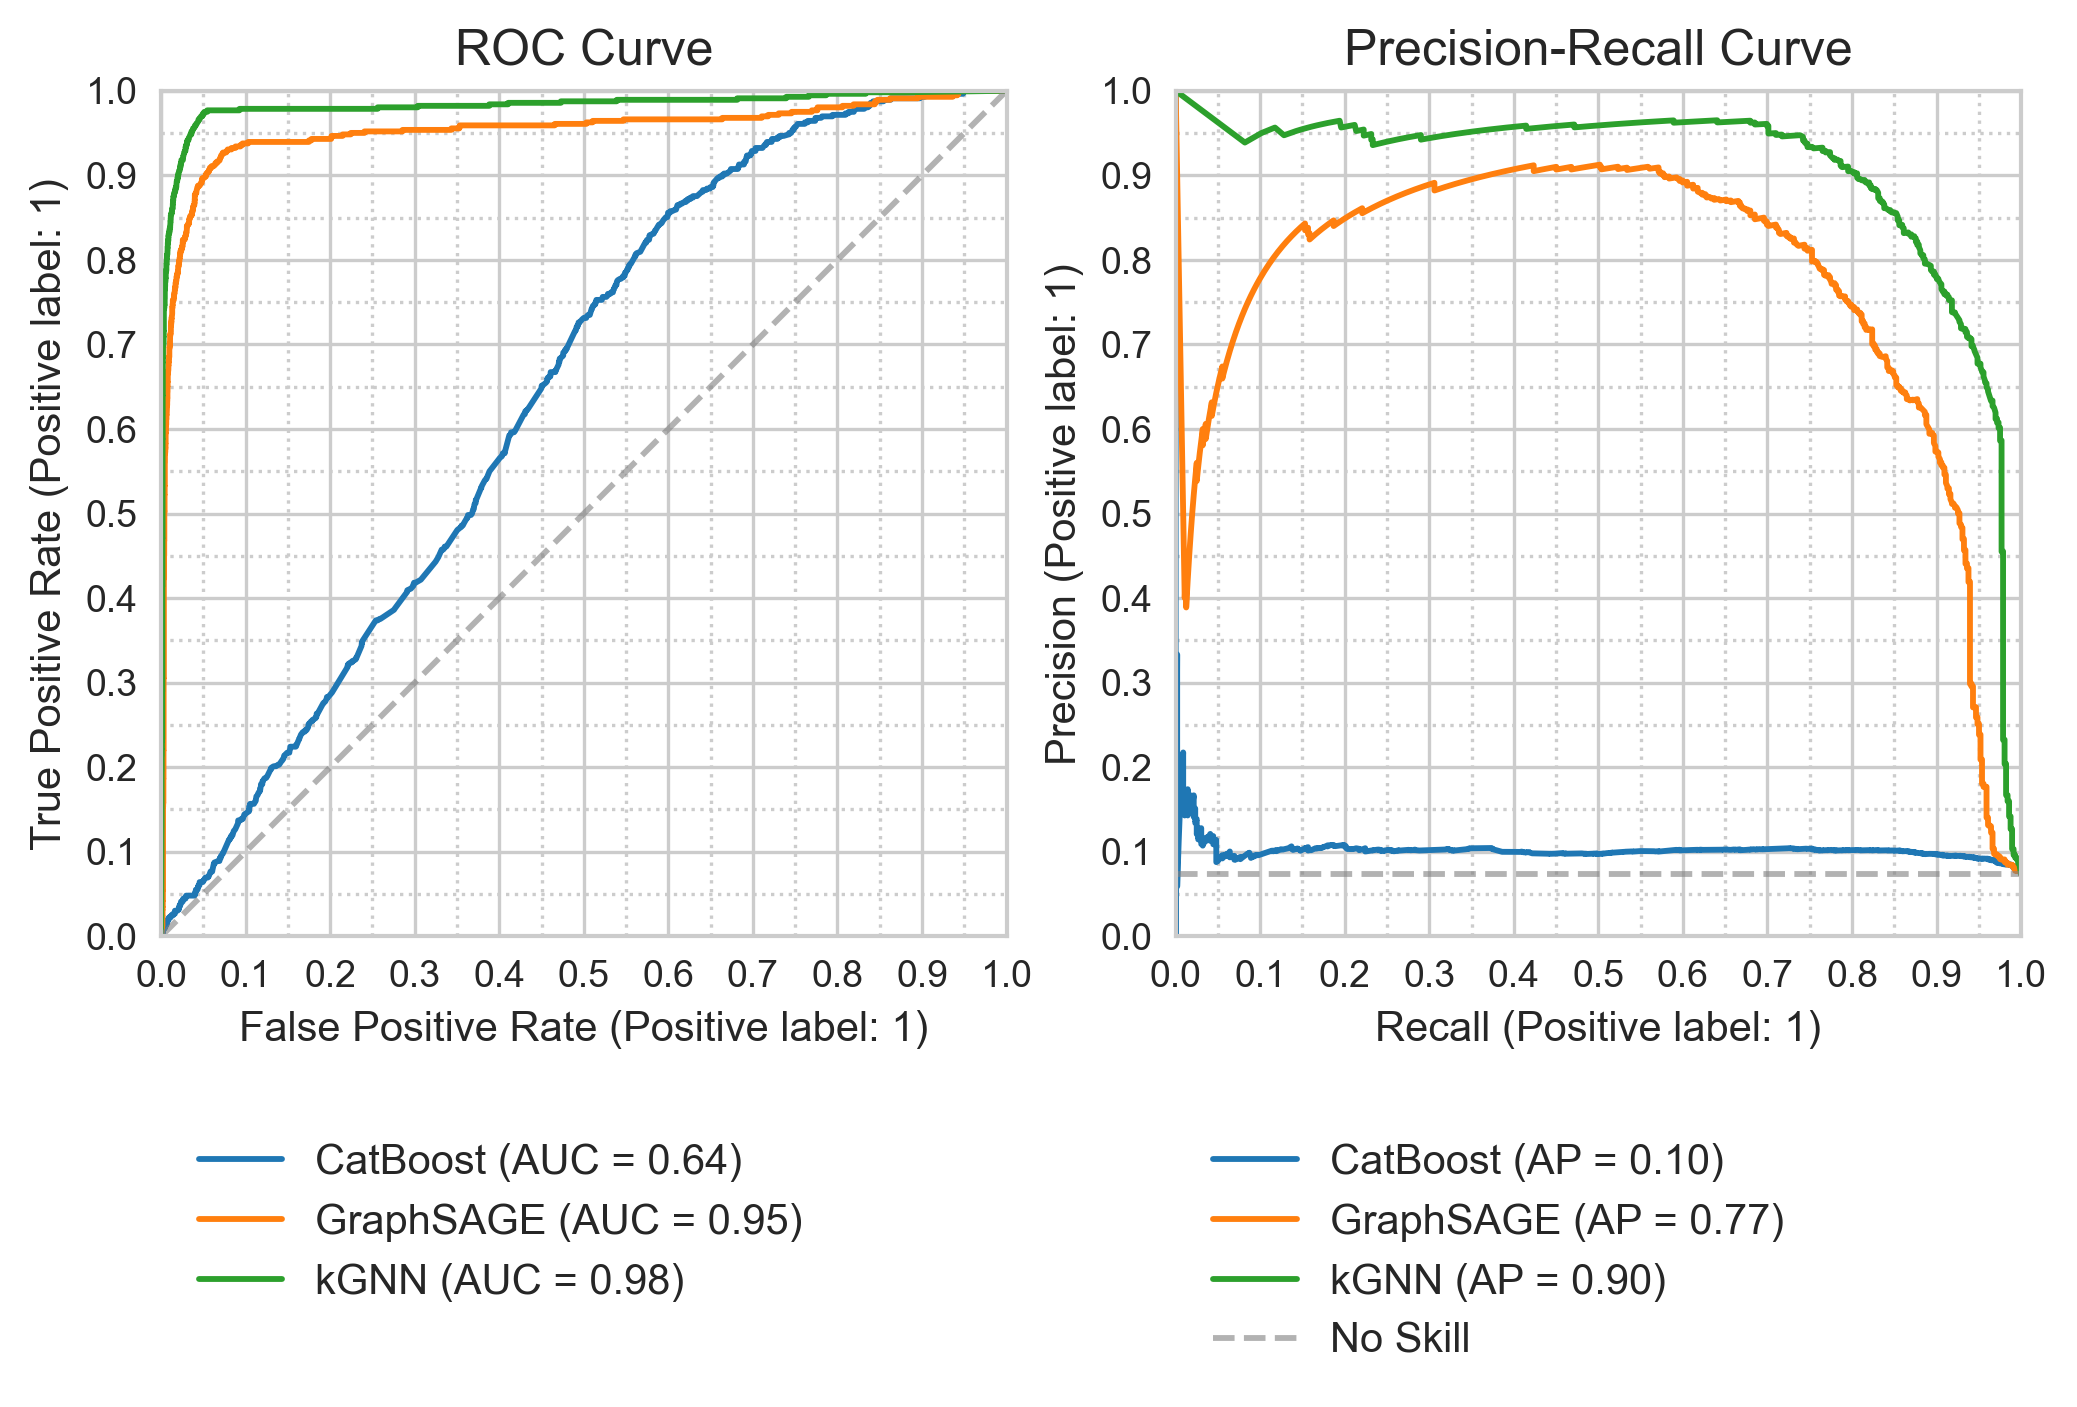 ROC Curve
True Positive Rate (Positive label: 1)
1.0
0.9
0.8
0.7
0.6
0.5
0.4
0.3
0.2
0.1
0.0
0.0 0.1 0.2 0.3 0.4 0.5 0.6 0.7 0.8 0.9 1.0
False Positive Rate (Positive label: 1)
CatBoost (AUC = 0.64)
GraphSAGE (AUC = 0.95)
kGNN (AUC = 0.98)
Precision-Recall Curve
Precision (Positive label: 1)
1.0
0.9
0.8
0.7
0.6
0.5
0.4
0.3
0.2
0.1
0.0
0.0 0.1 0.2 0.3 0.4 0.5 0.6 0.7 0.8 0.9 1.0
Recall (Positive label: 1)
CatBoost (AP = 0.10)
GraphSAGE (AP = 0.77)
kGNN (AP = 0.90)
No Skill